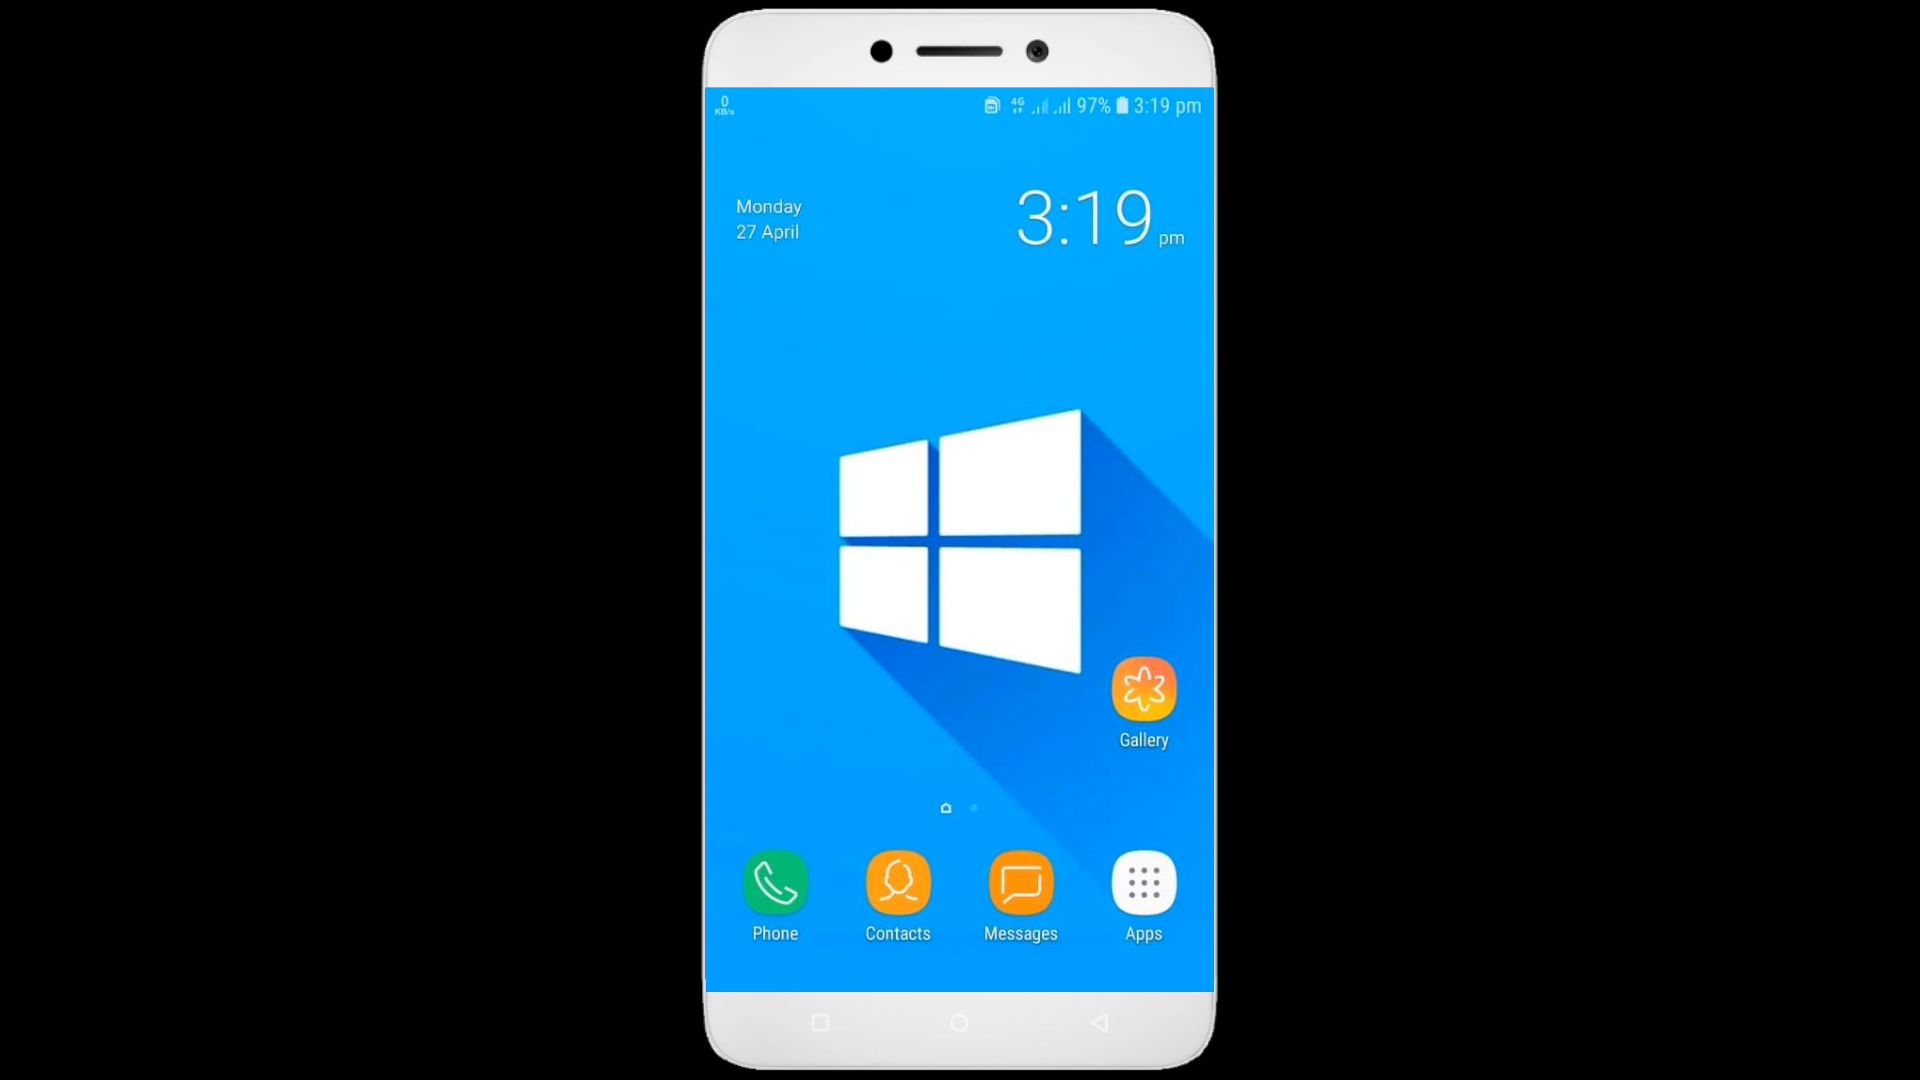 0
KB/s
4G 97% 3:19 pm
Monday
27 April
3:19 pm
Gallery
Phone Contacts Messages Apps